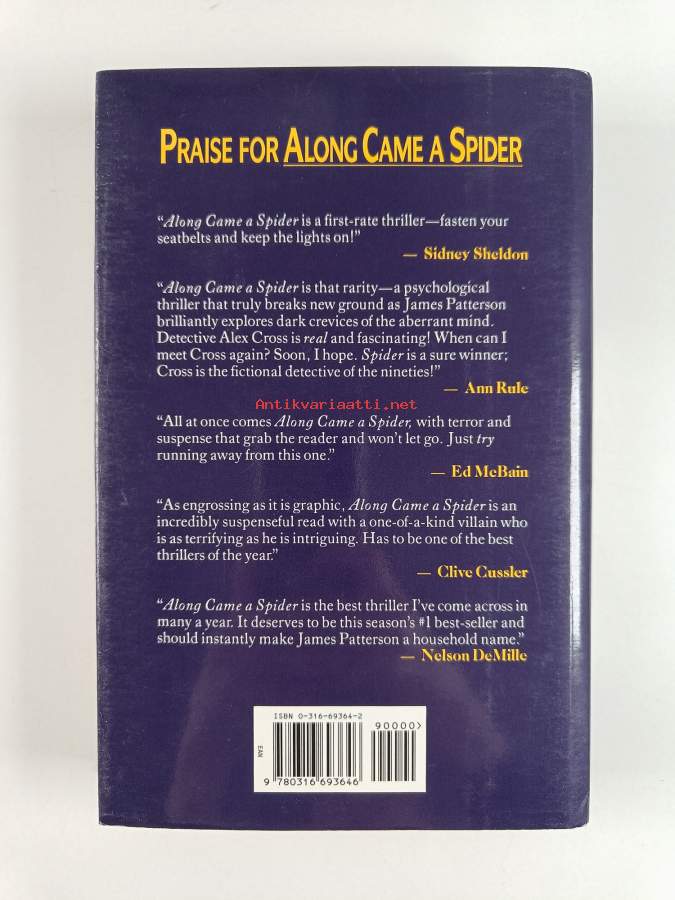 PRAISE FOR ALONG CAME A SPIDER
“Along Came a Spider is a first-rate thriller—fasten your
seatbelts and keep the lights on!”
— Sidney Sheldon
“Along Came a Spider is that rarity—a psychological
thriller that truly breaks new ground as James Patterson
brilliantly explores dark crevices of the aberrant mind.
Detective Alex Cross is real and fascinating! When can I
meet Cross again? Soon, I hope. Spider is a sure winner;
Cross is the fictional detective of the nineties!”
— Ann Rule
Antikvariaatti.net
“All at once comes Along Came a Spider, with terror and
suspense that grab the reader and won’t let go. Just try
running away from this one.”
— Ed McBain
“As engrossing as it is graphic, Along Came a Spider is an
incredibly suspenseful read with a one-of-a-kind villain who
is as terrifying as he is intriguing. Has to be one of the best
thrillers of the year.”
— Clive Cussler
“Along Came a Spider is the best thriller I’ve come across in
many a year. It deserves to be this season’s #1 best-seller and
should instantly make James Patterson a household name.”
— Nelson DeMille
ISBN 0-316-69364-2
90000>
EAN
9 780316 693646